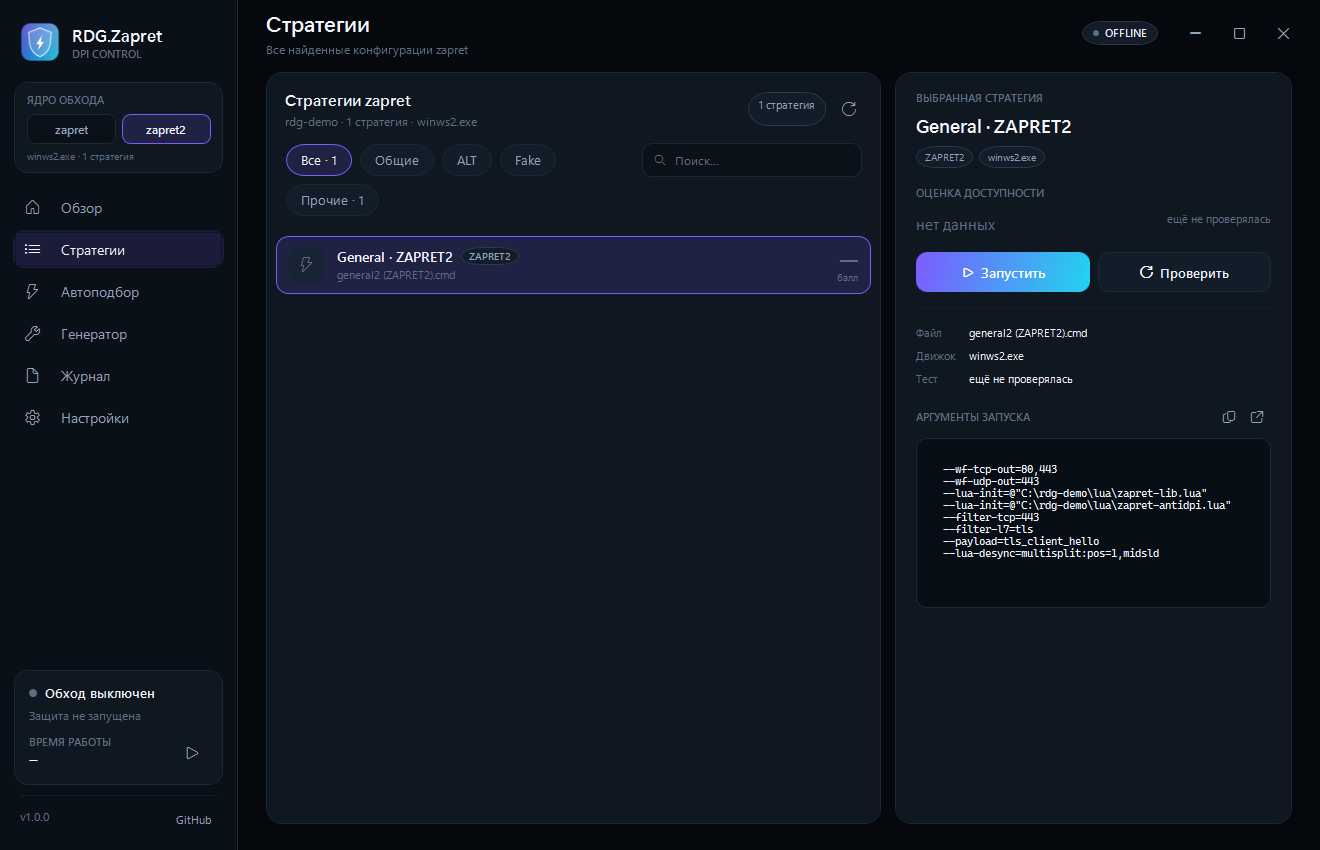 RDG.Zapret
DPI CONTROL
ЯДРО ОБХОДА
zapret
zapret2
winws2.exe · 1 стратегия
Обзор
Стратегии
Автоподбор
Генератор
Журнал
Настройки
Обход выключен
Защита не запущена
ВРЕМЯ РАБОТЫ
—
v1.0.0
GitHub
Стратегии
Все найденные конфигурации zapret
OFFLINE
Стратегии zapret
rdg-demo · 1 стратегия · winws2.exe
1 стратегия
Все · 1
Общие
ALT
Fake
Поиск...
Прочие · 1
General · ZAPRET2
ZAPRET2
general2 (ZAPRET2).cmd
—
балл
ВЫБРАННАЯ СТРАТЕГИЯ
General · ZAPRET2
ZAPRET2
winws2.exe
ОЦЕНКА ДОСТУПНОСТИ
нет данных
ещё не проверялась
Запустить
Проверить
Файл general2 (ZAPRET2).cmd
Движок winws2.exe
Тест ещё не проверялась
АРГУМЕНТЫ ЗАПУСКА
--wf-tcp-out=80,443
--wf-udp-out=443
--lua-init=@"C:\rdg-demo\lua\zapret-lib.lua"
--lua-init=@"C:\rdg-demo\lua\zapret-antidpi.lua"
--filter-tcp=443
--filter-l7=tls
--payload=tls_client_hello
--lua-desync=multisplit:pos=1,midsld